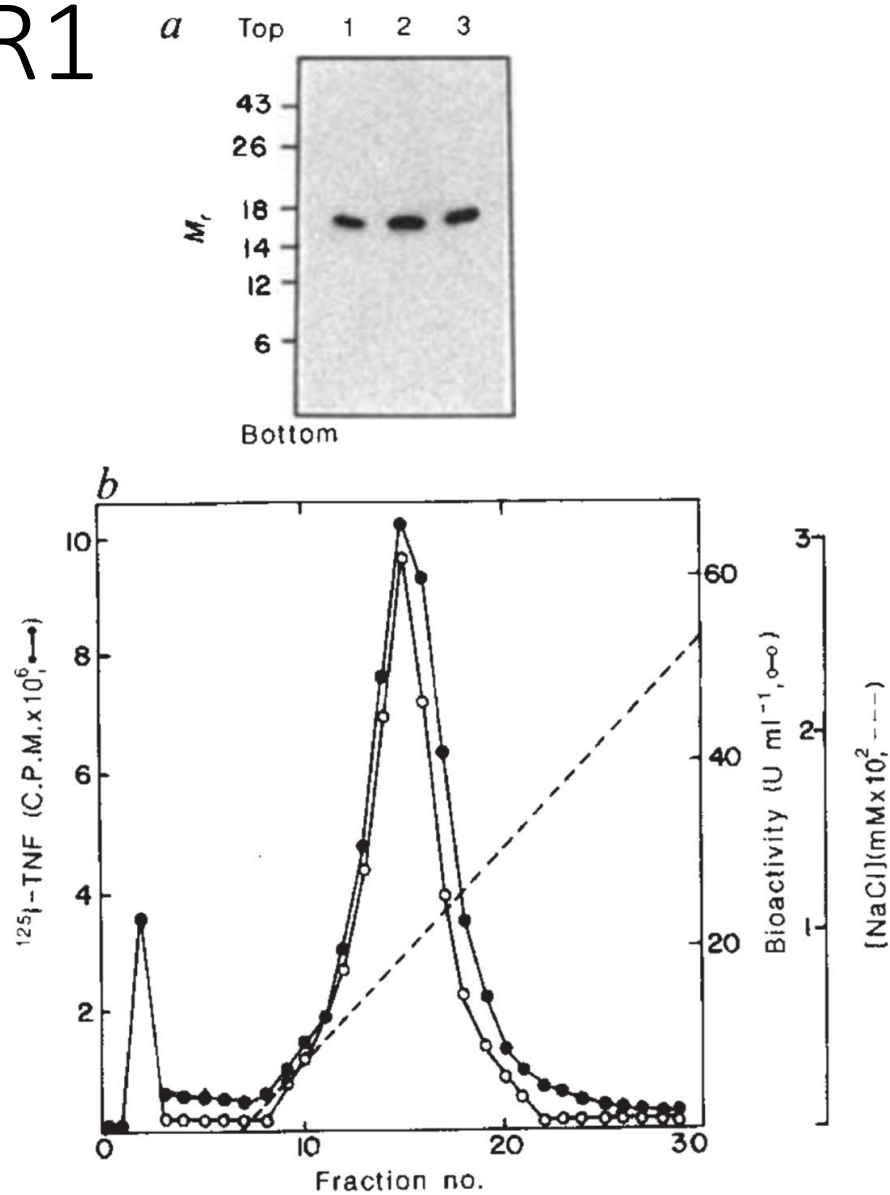 R1
a Top 1 2 3
43
26
18
14
12
6
Mr
Bottom
b
10
8
6
4
2
¹²⁵I-TNF (C.P.M.x10⁶, ●—●)
60
40
20
Bioactivity (U ml⁻¹, o–o)
3
2
1
[NaCl](mMx10², ---)
0 10 20 30
Fraction no.